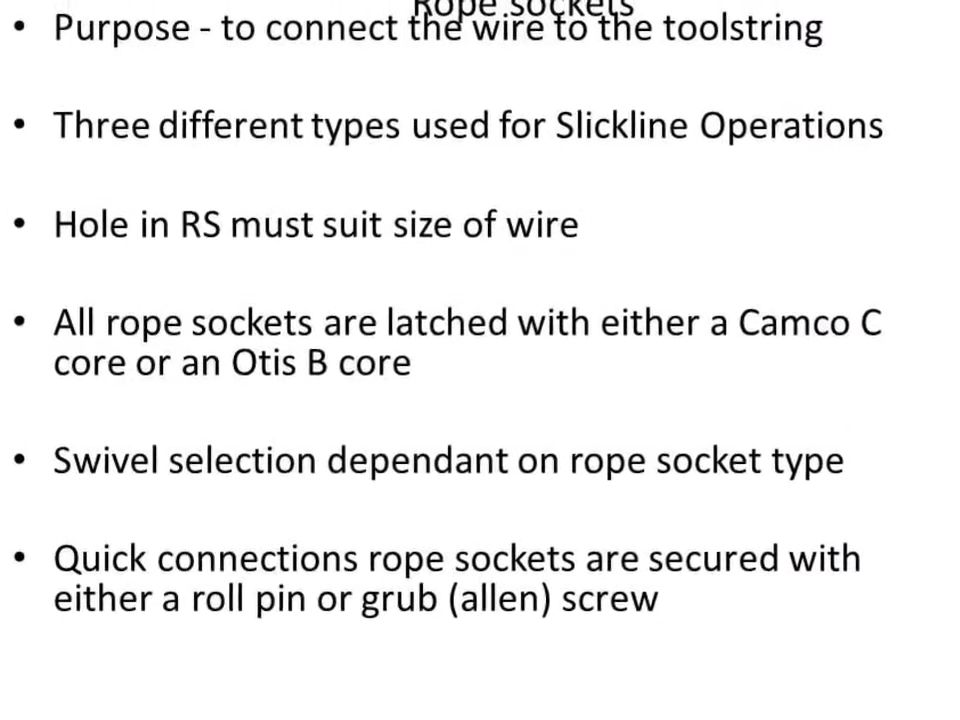 Rope sockets
• Purpose - to connect the wire to the toolstring
• Three different types used for Slickline Operations
• Hole in RS must suit size of wire
• All rope sockets are latched with either a Camco C
core or an Otis B core
• Swivel selection dependant on rope socket type
• Quick connections rope sockets are secured with
either a roll pin or grub (allen) screw